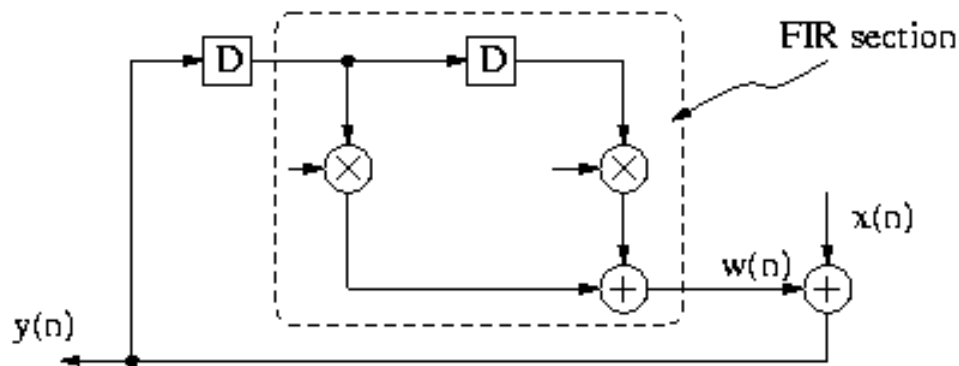 FIR section
D
D
x(n)
w(n)
y(n)